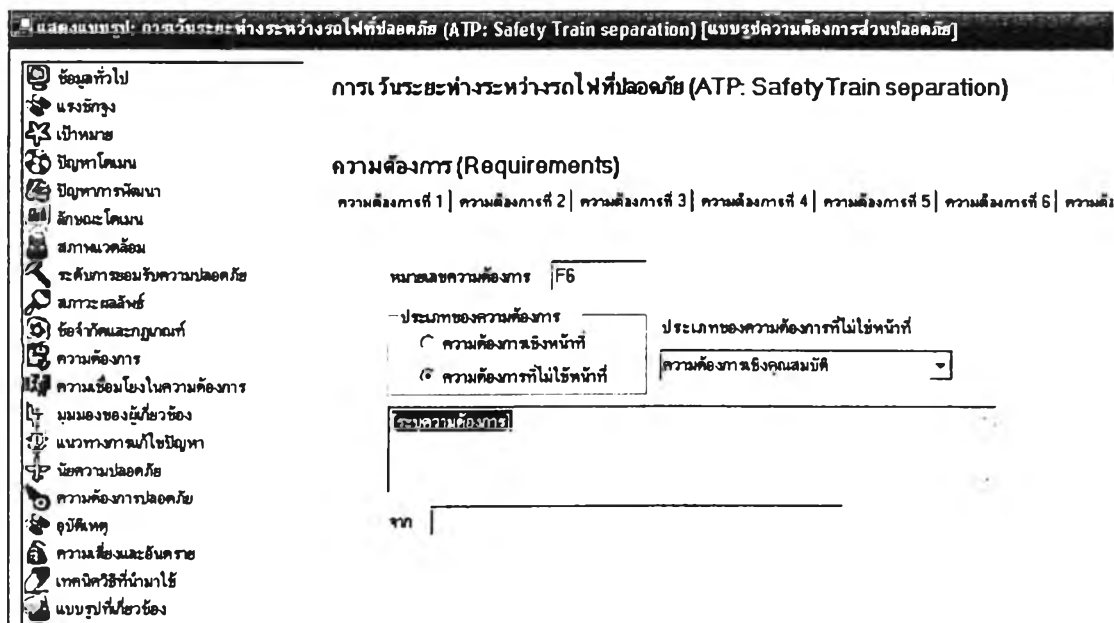 แสดงแบบรูป: การเว้นระยะห่างระหว่างรถไฟที่ปลอดภัย (ATP: Safety Train separation) [แบบรูปความต้องการส่วนปลอดภัย]
ข้อมูลทั่วไป
แรงชักจูง
เป้าหมาย
ปัญหาโดเมน
ปัญหาการพัฒนา
ลักษณะโดเมน
สภาพแวดล้อม
ระดับการยอมรับความปลอดภัย
สภาวะผลลัพธ์
ข้อจำกัดและกฎเกณฑ์
ความต้องการ
ความเชื่อมโยงในความต้องการ
มุมมองของผู้เกี่ยวข้อง
แนวทางการแก้ไขปัญหา
นัยความปลอดภัย
ความต้องการปลอดภัย
อุบัติเหตุ
ความเสี่ยงและอันตราย
เทคนิควิธีที่นำมาใช้
แบบรูปที่เกี่ยวข้อง
การเว้นระยะห่างระหว่างรถไฟที่ปลอดภัย (ATP: Safety Train separation)
ความต้องการ (Requirements)
ความต้องการที่ 1 | ความต้องการที่ 2 | ความต้องการที่ 3 | ความต้องการที่ 4 | ความต้องการที่ 5 | ความต้องการที่ 6 |
หมายเลขความต้องการ F6
ประเภทของความต้องการ
ความต้องการเชิงหน้าที่
ความต้องการที่ไม่ใช่หน้าที่
ประเภทของความต้องการที่ไม่ใช่หน้าที่
ความต้องการเชิงคุณสมบัติ
[ระบุความต้องการ]
จาก